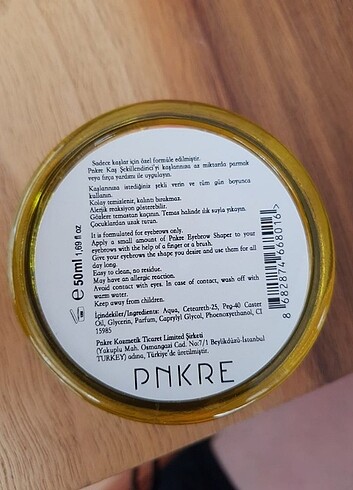 Sadece kaşlar için özel formüle edilmiştir.
Pnkre Kaş Şekillendirici'yi kaşlarınıza az miktarda parmak
veya fırça yardımı ile uygulayın.
Kaşlarınıza istediğiniz şekli verin ve tüm gün boyunca
kullanın.
Kolay temizlenir, kalıntı bırakmaz.
Alerjik reaksiyon gösterebilir.
Gözlere temastan kaçının. Temas halinde ılık suyla yıkayın.
Çocuklardan uzak tutun.
It is formulated for eyebrows only.
Apply a small amount of Pnkre Eyebrow Shaper to your
eyebrows with the help of a finger or a brush.
Give your eyebrows the shape you desire and use them for all
day long.
Easy to clean, no residue.
May have an allergic reaction.
Avoid contact with eyes. In case of contact, wash off with
warm water.
Keep away from children.
İçindekiler/Ingredients: Aqua, Ceteareth-25, Peg-40 Castor
Oil, Glycerin, Parfum, Caprylyl Glycol, Phenoxyethanol, CI
15985
Pnkre Kozmetik Ticaret Limited Şirketi
(Yakuplu Mah. Osmangazi Cad. No:7/1 Beylikdüzü-İstanbul
TURKEY) adına, Türkiye'de üretilmiştir.
PNKRE
℮50ml 1,69fl oz
8 682874 668016